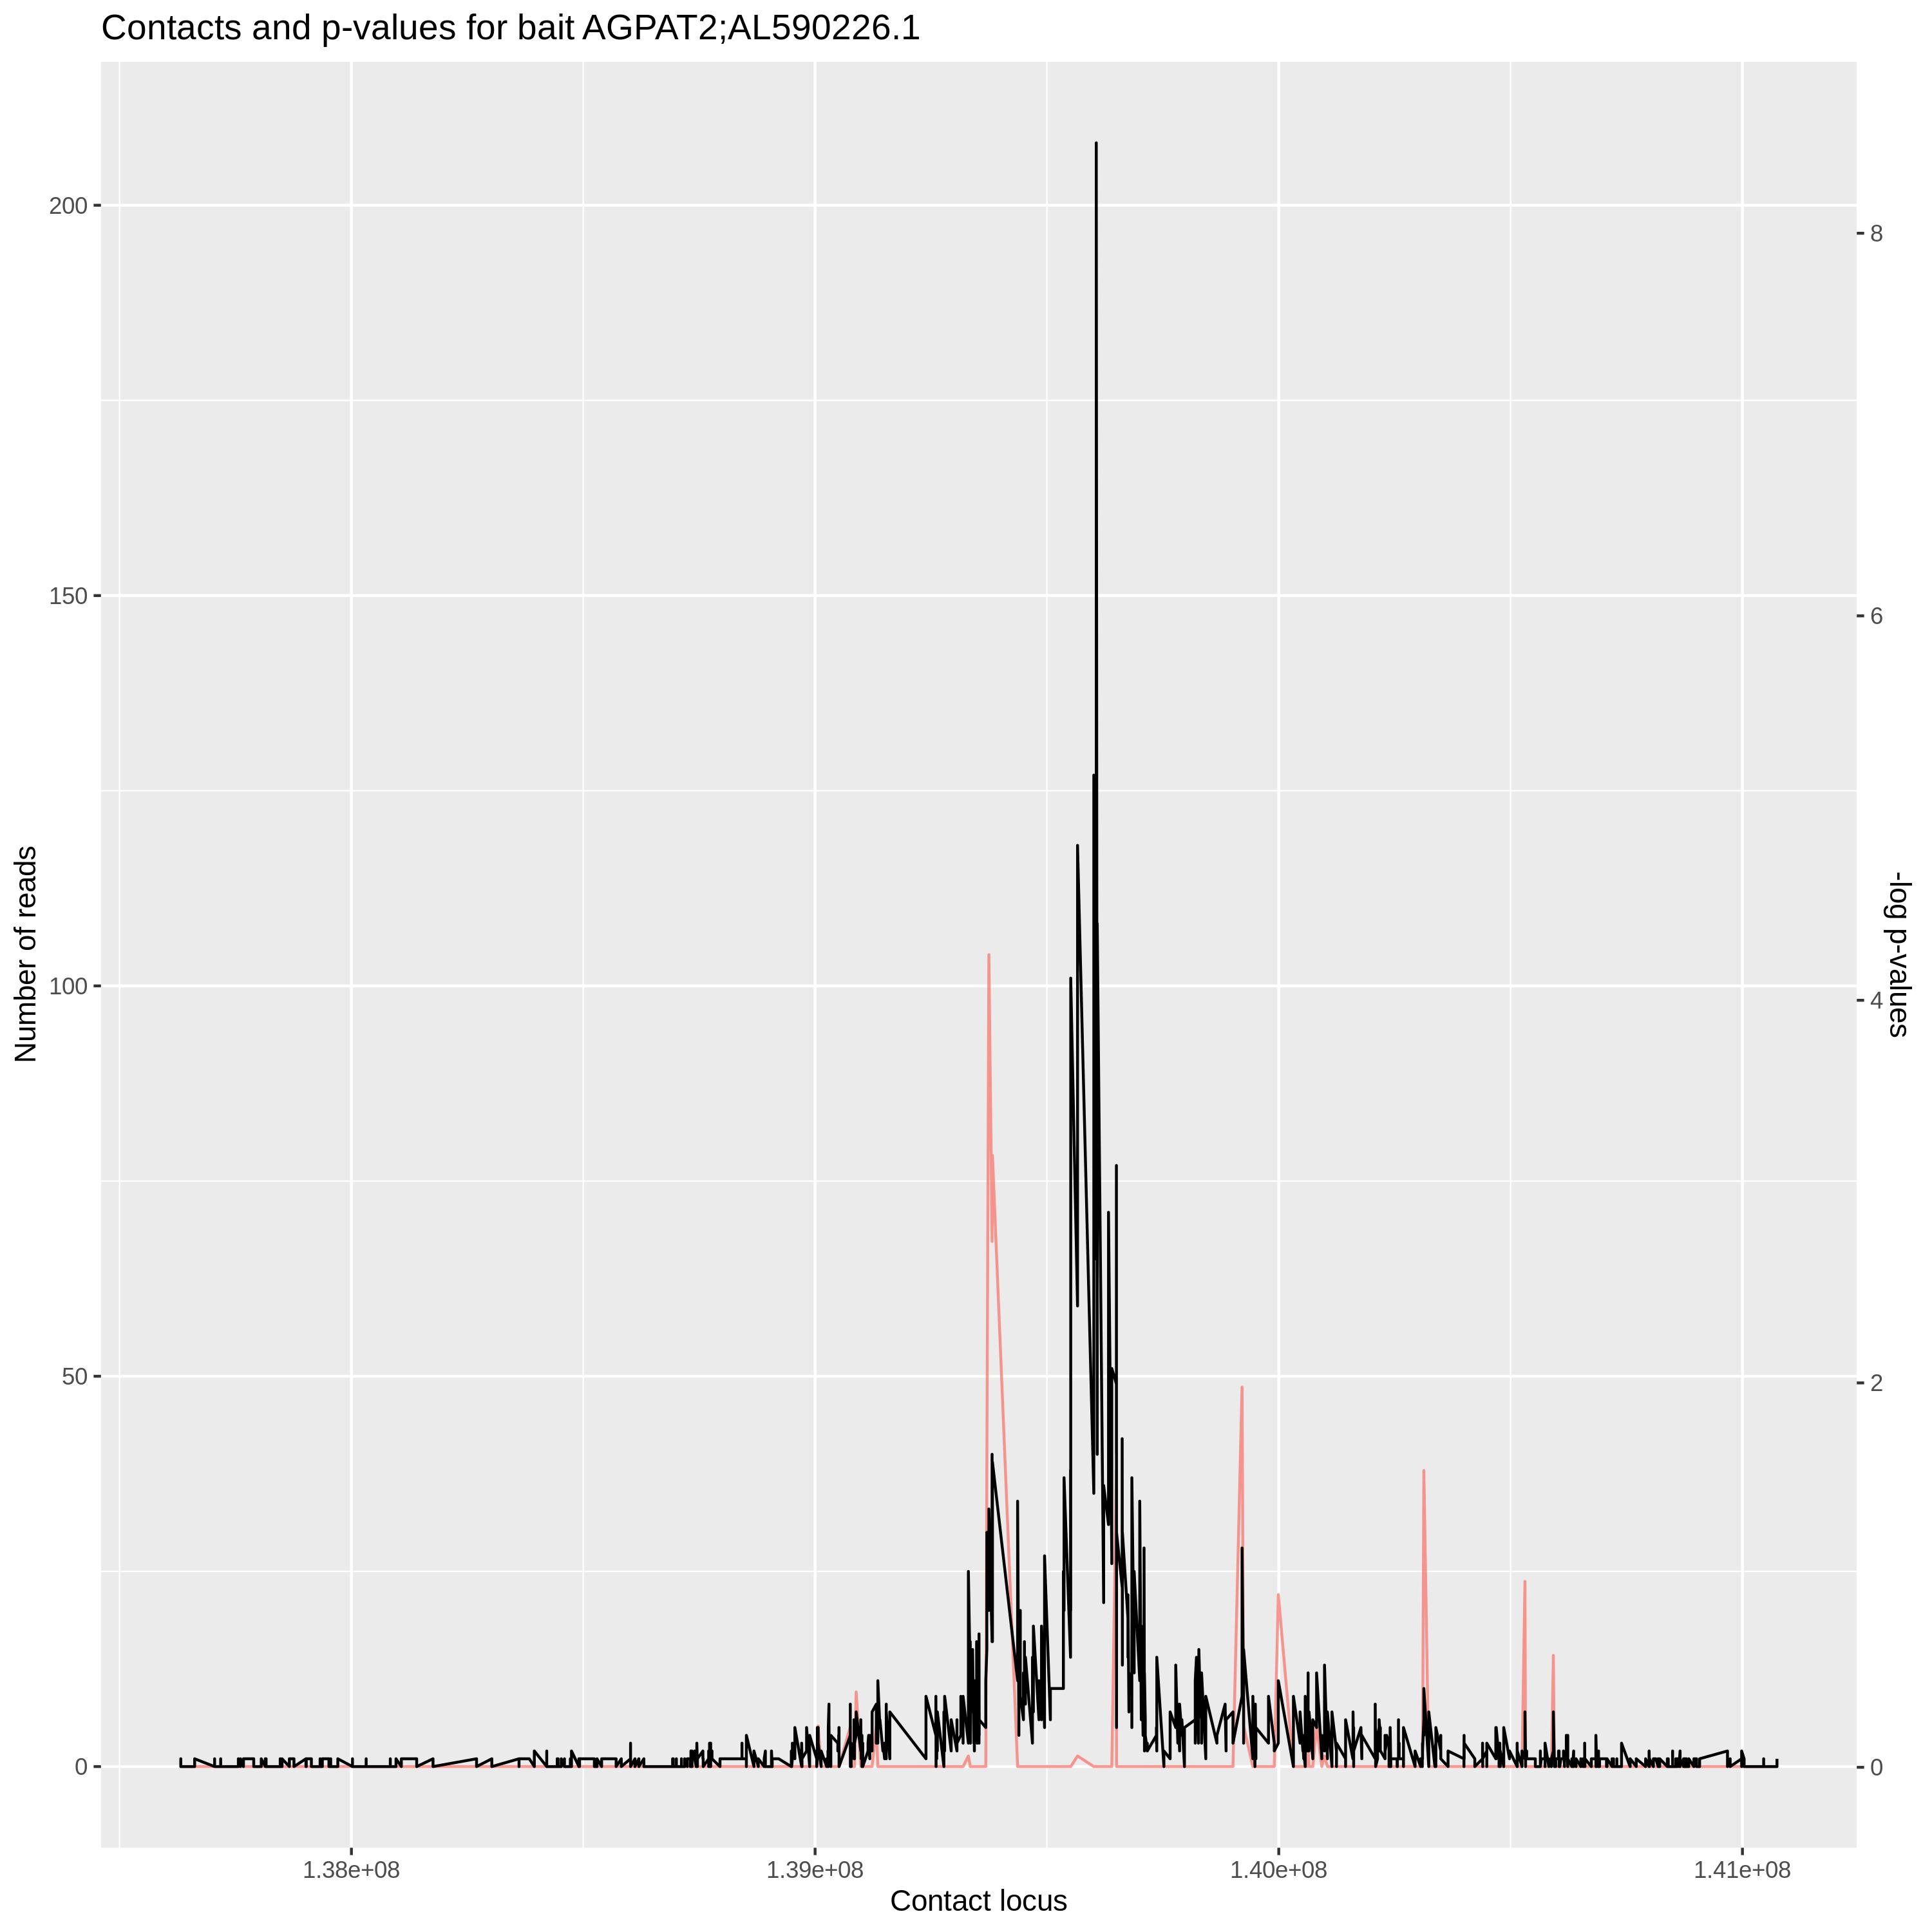 Contacts and p-values for bait AGPAT2;AL590226.1
200
150
100
50
0
8
6
4
2
0
Number of reads
-log p-values
1.38e+08
1.39e+08
1.40e+08
1.41e+08
Contact locus